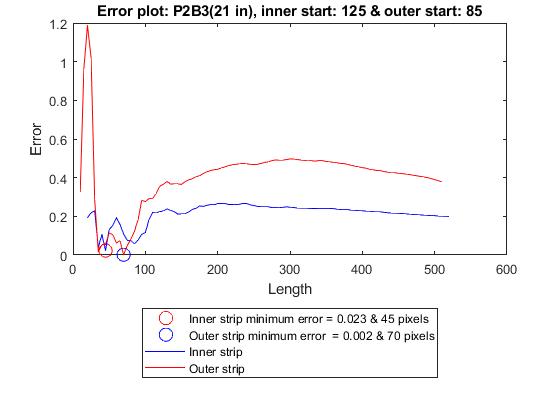 Error plot: P2B3(21 in), inner start: 125 & outer start: 85
1.2
1
0.8
0.6
0.4
0.2
0
Error
0 100 200 300 400 500 600
Length
Inner strip minimum error = 0.023 & 45 pixels
Outer strip minimum error = 0.002 & 70 pixels
Inner strip
Outer strip